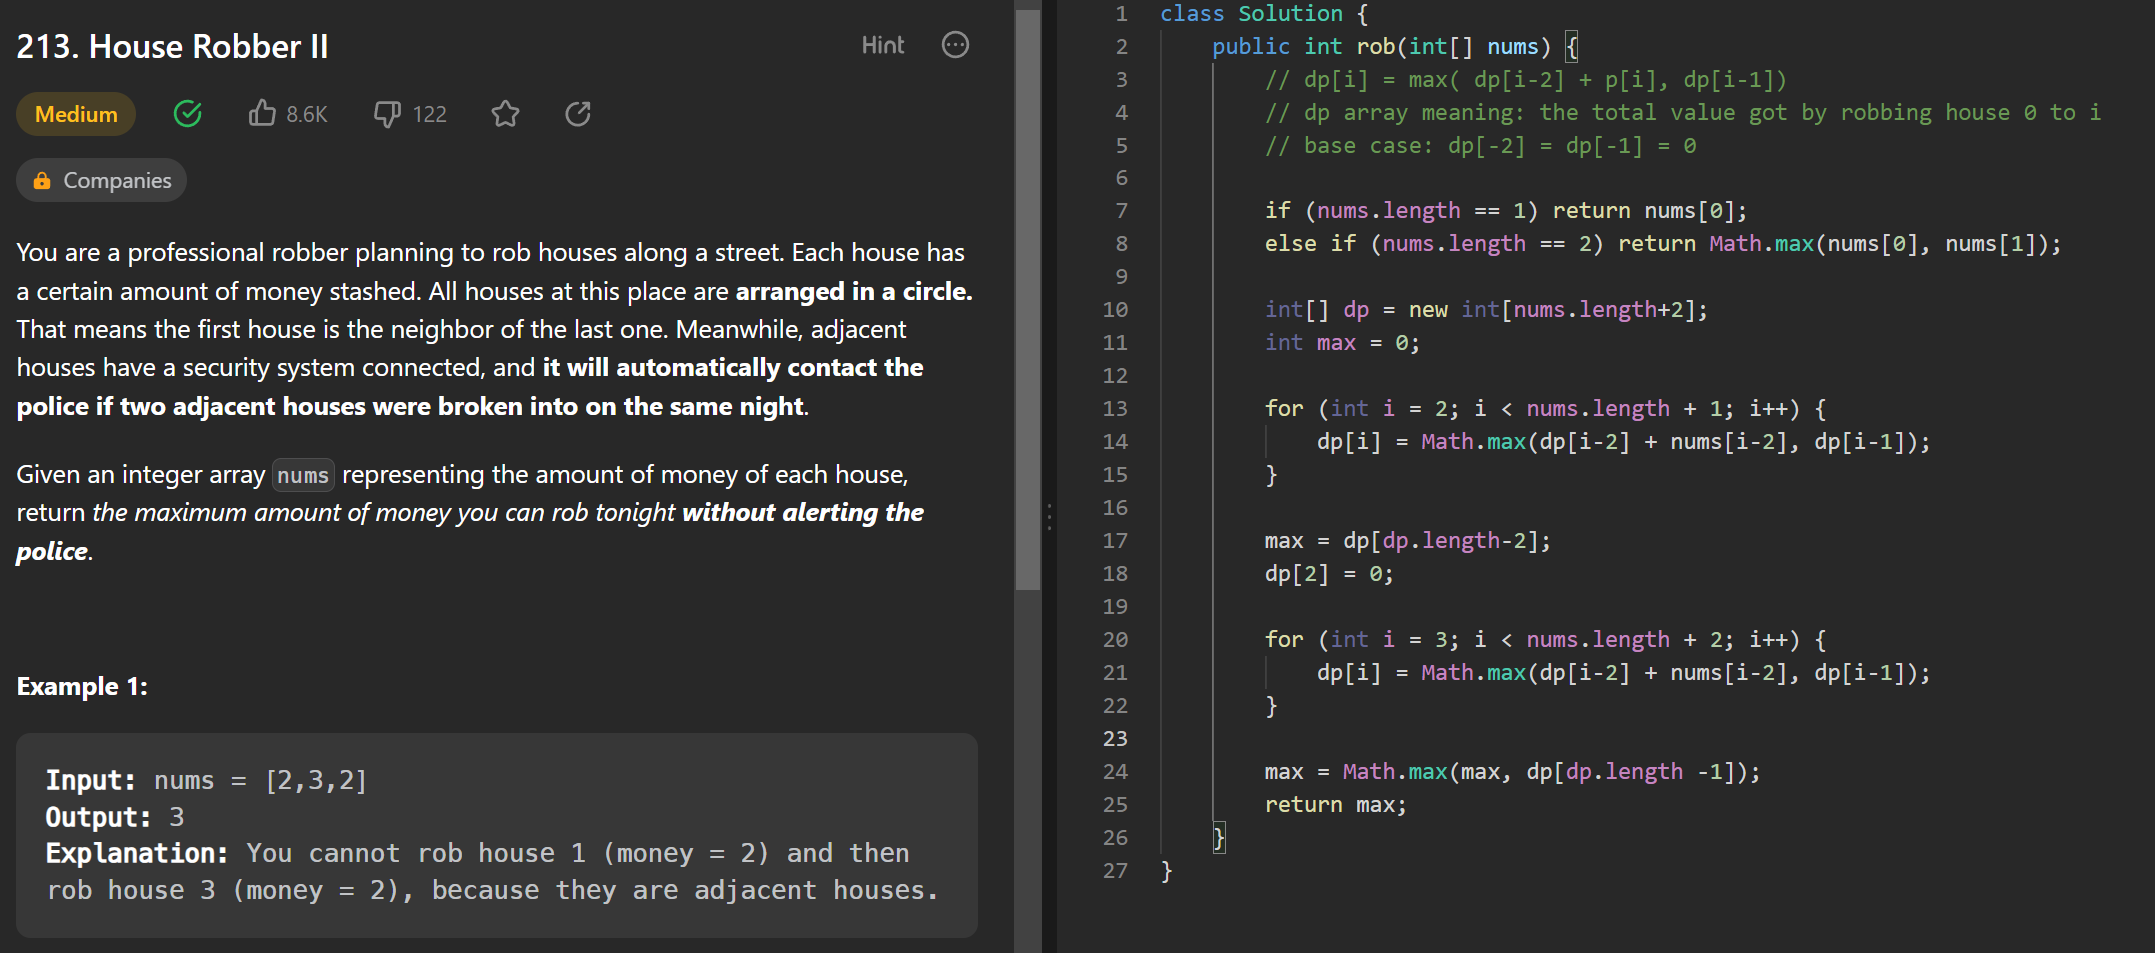 213. House Robber II
Hint
Medium
8.6K
122
Companies
You are a professional robber planning to rob houses along a street. Each house has
a certain amount of money stashed. All houses at this place are arranged in a circle.
That means the first house is the neighbor of the last one. Meanwhile, adjacent
houses have a security system connected, and it will automatically contact the
police if two adjacent houses were broken into on the same night.
Given an integer array nums representing the amount of money of each house,
return the maximum amount of money you can rob tonight without alerting the
police.
Example 1:
Input: nums = [2,3,2]
Output: 3
Explanation: You cannot rob house 1 (money = 2) and then
rob house 3 (money = 2), because they are adjacent houses.
1 class Solution {
2     public int rob(int[] nums) {
3         // dp[i] = max( dp[i-2] + p[i], dp[i-1])
4         // dp array meaning: the total value got by robbing house 0 to i
5         // base case: dp[-2] = dp[-1] = 0
6
7         if (nums.length == 1) return nums[0];
8         else if (nums.length == 2) return Math.max(nums[0], nums[1]);
9
10         int[] dp = new int[nums.length+2];
11         int max = 0;
12
13         for (int i = 2; i < nums.length + 1; i++) {
14             dp[i] = Math.max(dp[i-2] + nums[i-2], dp[i-1]);
15         }
16
17         max = dp[dp.length-2];
18         dp[2] = 0;
19
20         for (int i = 3; i < nums.length + 2; i++) {
21             dp[i] = Math.max(dp[i-2] + nums[i-2], dp[i-1]);
22         }
23
24         max = Math.max(max, dp[dp.length -1]);
25         return max;
26     }
27 }